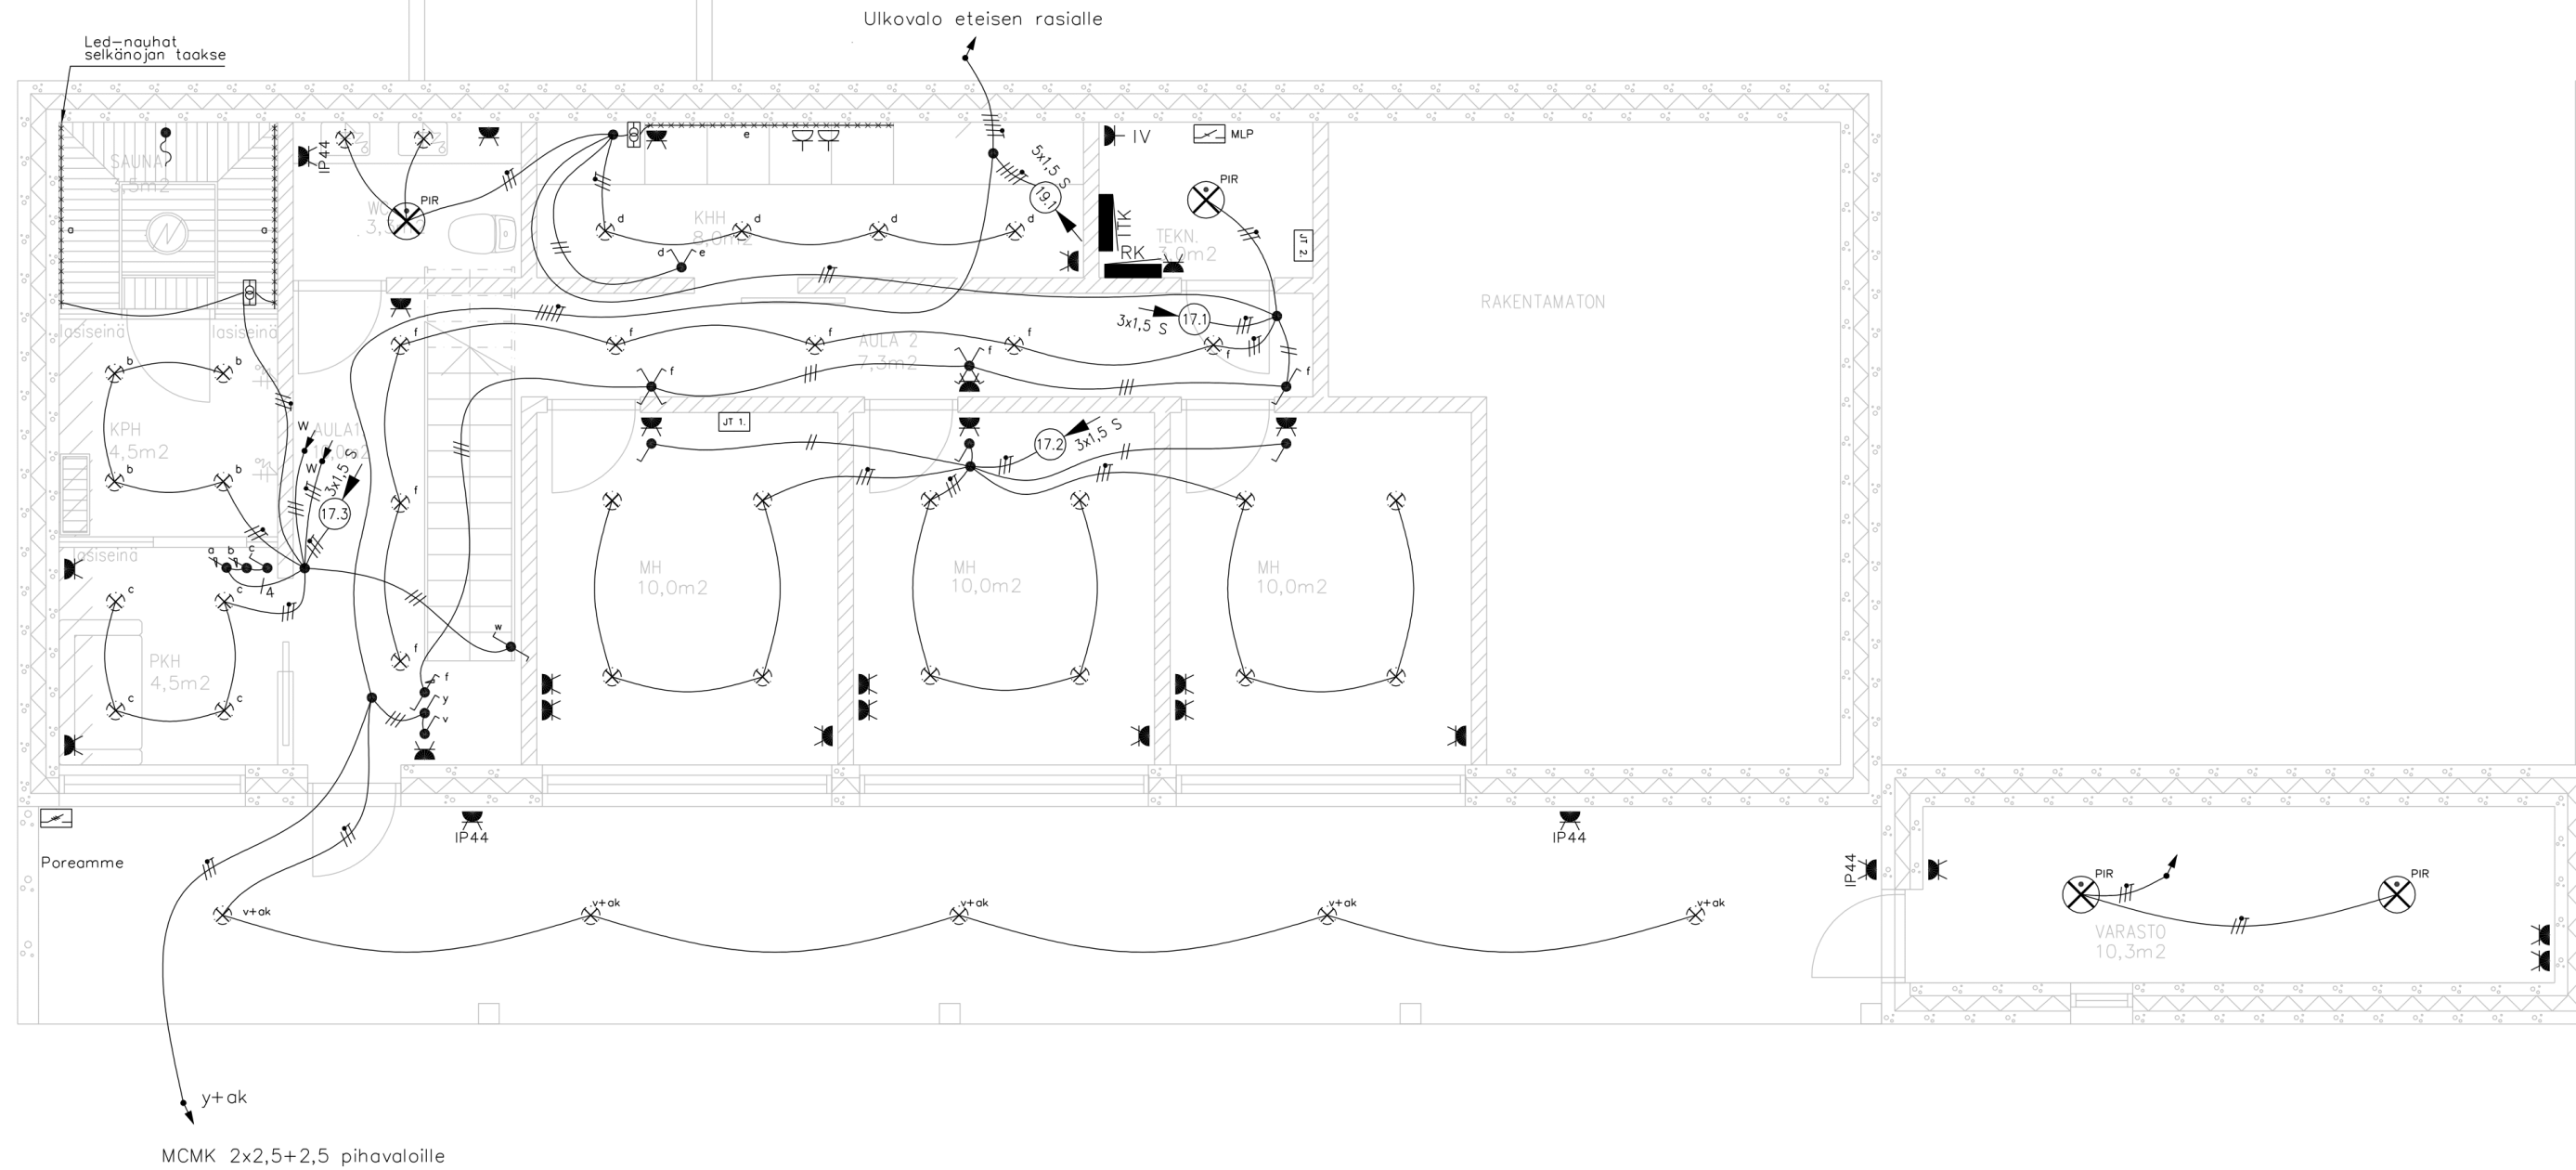 Ulkovalo eteisen rasialle
Led-nauhat
selkänojan taakse
SAUNA
3,5m2
a
a
IP44
WC
PIR
KHH
8,0m2
e
d
d
d
d
d
e
5x1,5 S
19.1
IV
MLP
TTK
RK
PIR
TEKN.
3,0m2
JT 2.
RAKENTAMATON
lasiseinä
lasiseinä
3x1,5 S
17.1
AULA 2
7,3m2
f
f
f
f
f
f
f
f
b
b
KPH
4,5m2
b
b
W
W
AULA1
3x1,5 S
17.3
f
JT 1.
17.2
3x1,5 S
lasiseinä
a
b
c
4
c
c
PKH
4,5m2
c
c
w
f
f
y
v
MH
10,0m2
MH
10,0m2
MH
10,0m2
Poreamme
IP44
IP44
IP44
v+ak
v+ak
v+ak
v+ak
v+ak
PIR
PIR
VARASTO
10,3m2
y+ak
MCMK 2x2,5+2,5 pihavaloille